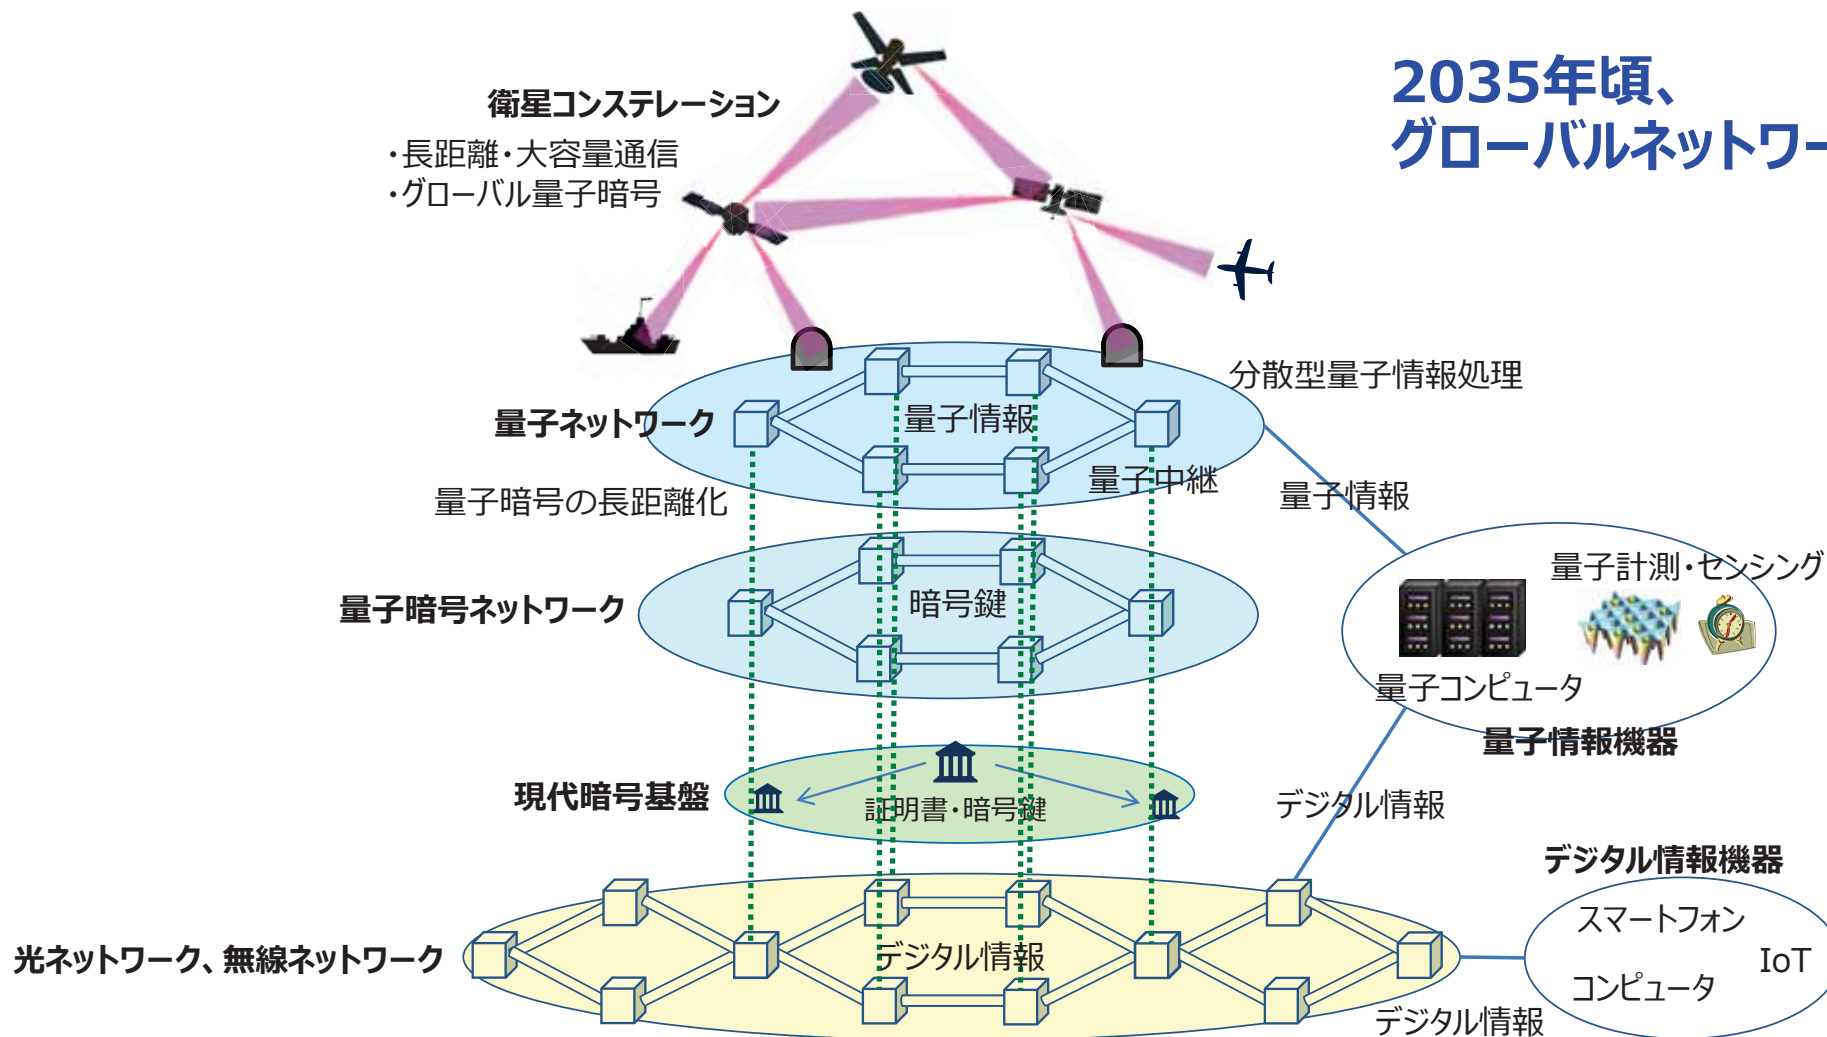 2035年頃、
グローバルネットワー
衛星コンステレーション
・長距離・大容量通信
・グローバル量子暗号
分散型量子情報処理
量子ネットワーク
量子情報
量子中継
量子情報
量子暗号の長距離化
量子計測・センシング
量子暗号ネットワーク
暗号鍵
量子コンピュータ
量子情報機器
現代暗号基盤
証明書・暗号鍵
デジタル情報
デジタル情報機器
スマートフォン
IoT
コンピュータ
光ネットワーク、無線ネットワーク
デジタル情報
デジタル情報